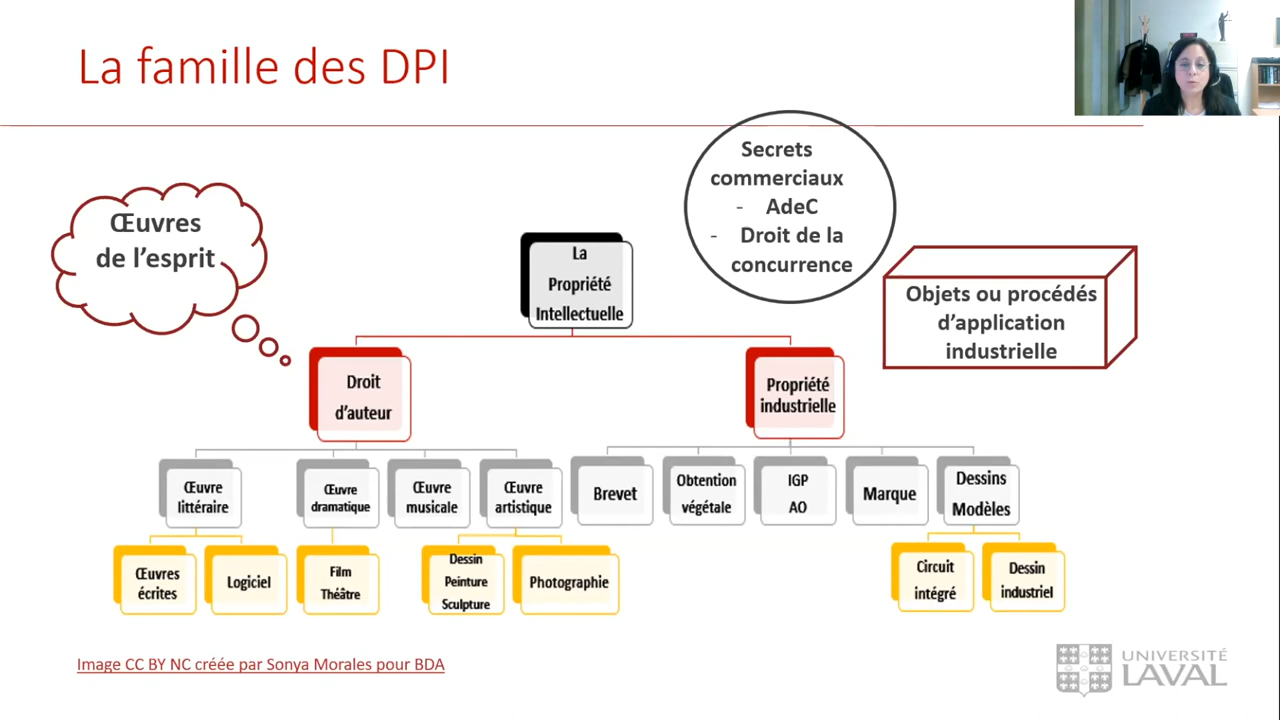 La famille des DPI
Secrets
commerciaux
- AdeC
- Droit de la
concurrence
Œuvres
de l’esprit
La
Propriété
Intellectuelle
Objets ou procédés
d’application
industrielle
Droit
d’auteur
Propriété
industrielle
Œuvre
littéraire
Œuvre
dramatique
Œuvre
musicale
Œuvre
artistique
Brevet
Obtention
végétale
IGP
AO
Marque
Dessins
Modèles
Œuvres
écrites
Logiciel
Film
Théâtre
Dessin
Peinture
Sculpture
Photographie
Circuit
intégré
Dessin
industriel
Image CC BY NC créée par Sonya Morales pour BDA
UNIVERSITÉ
LAVAL